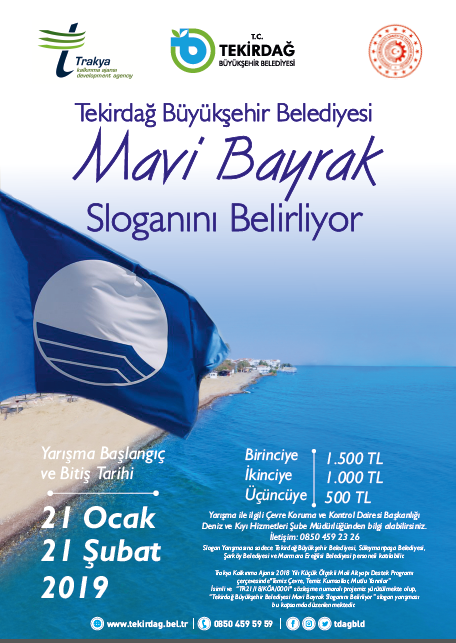 Trakya
kalkınma ajansı
development agency
T.C.
TEKİRDAĞ
BÜYÜKŞEHİR BELEDİYESİ
Tekirdağ Büyükşehir Belediyesi
Mavi Bayrak
Sloganını Belirliyor
Yarışma Başlangıç
ve Bitiş Tarihi
21 Ocak
21 Şubat
2019
Birinciye 1.500 TL
İkinciye 1.000 TL
Üçüncüye 500 TL
Yarışma ile ilgili Çevre Koruma ve Kontrol Dairesi Başkanlığı
Deniz ve Kıyı Hizmetleri Şube Müdürlüğünden bilgi alabilirsiniz.
İletişim: 0850 459 23 26
Slogan Yarışmasına sadece Tekirdağ Büyükşehir Belediyesi, Süleymanpaşa Belediyesi,
Şarköy Belediyesi ve Marmara Ereğlisi Belediyesi personeli katılabilir.
Trakya Kalkınma Ajansı 2018 Yılı Küçük Ölçekli Mali Altyapı Destek Programı
çerçevesinde "Temiz Çevre, Temiz Kumsallar, Mutlu Yarınlar"
İsimli ve "TR21/18/KÖA/0001" sözleşme numaralı projemiz yürütülmekte olup,
"Tekirdağ Büyükşehir Belediyesi Mavi Bayrak Sloganını Belirliyor" slogan yarışması
bu kapsamda düzenlenmektedir.
www.tekirdag.bel.tr 0850 459 59 59 tdagbld